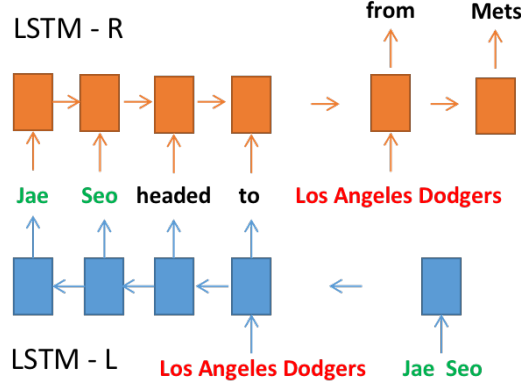 from Mets
LSTM - R
Jae Seo headed to Los Angeles Dodgers
LSTM - L
Los Angeles Dodgers Jae Seo